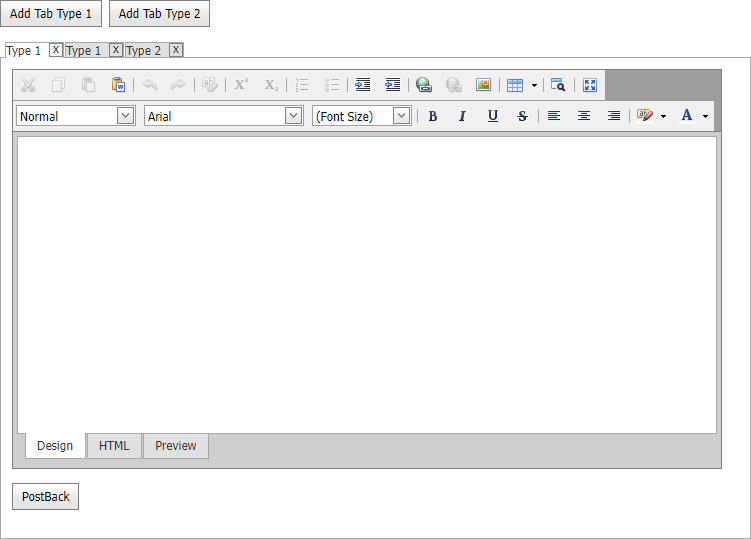 Add Tab Type 1 Add Tab Type 2
Type 1 X Type 1 X Type 2 X
Normal Arial (Font Size) B I U S A
Design HTML Preview
PostBack